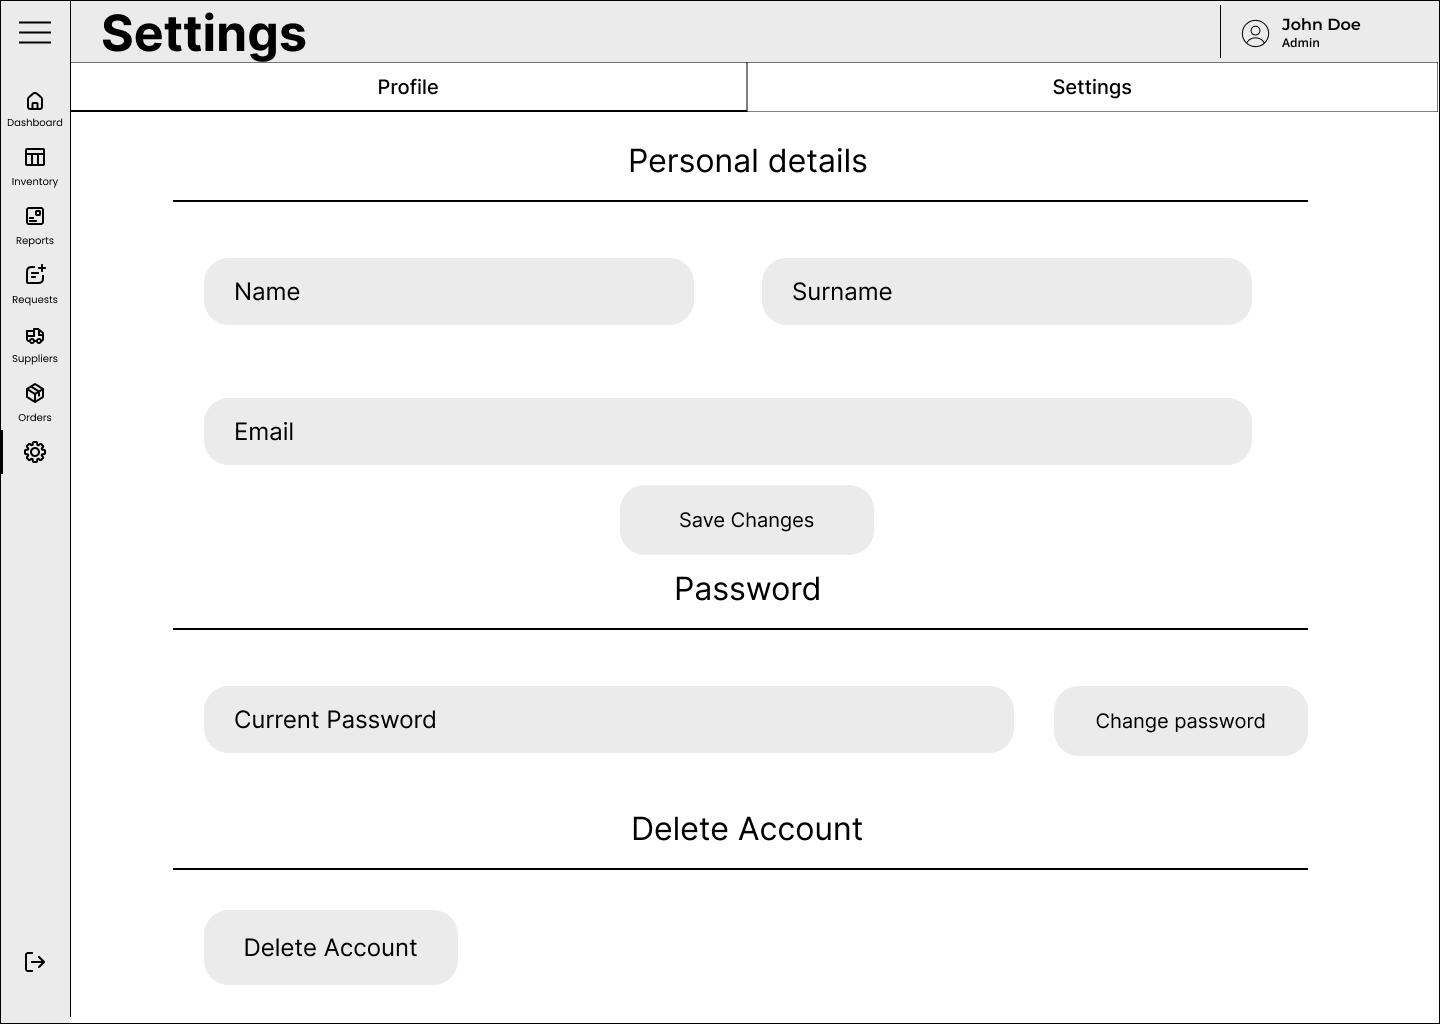 Settings
John Doe
Admin
Profile
Settings
Dashboard
Inventory
Reports
Requests
Suppliers
Orders
Personal details
Name
Surname
Email
Save Changes
Password
Current Password
Change password
Delete Account
Delete Account